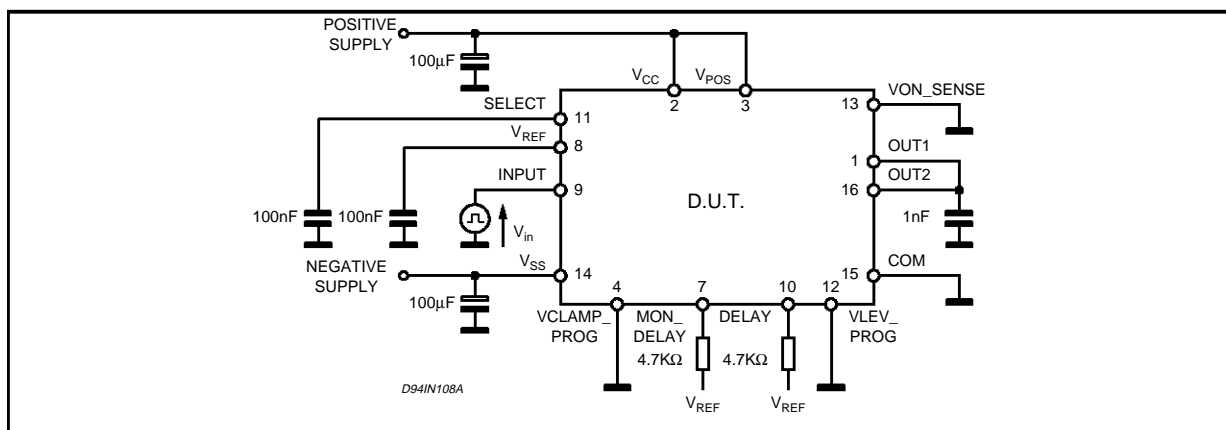 POSITIVE
SUPPLY
100µF
VCC
VPOS
2
3
SELECT
11
VREF
8
INPUT
9
Vin
100nF
100nF
NEGATIVE
SUPPLY
VSS
14
100µF
D.U.T.
13
VON_SENSE
OUT1
1
OUT2
16
1nF
COM
15
4
7
10
12
VCLAMP_
PROG
MON_
DELAY
DELAY
VLEV_
PROG
4.7KΩ
4.7KΩ
VREF
VREF
D94IN108A